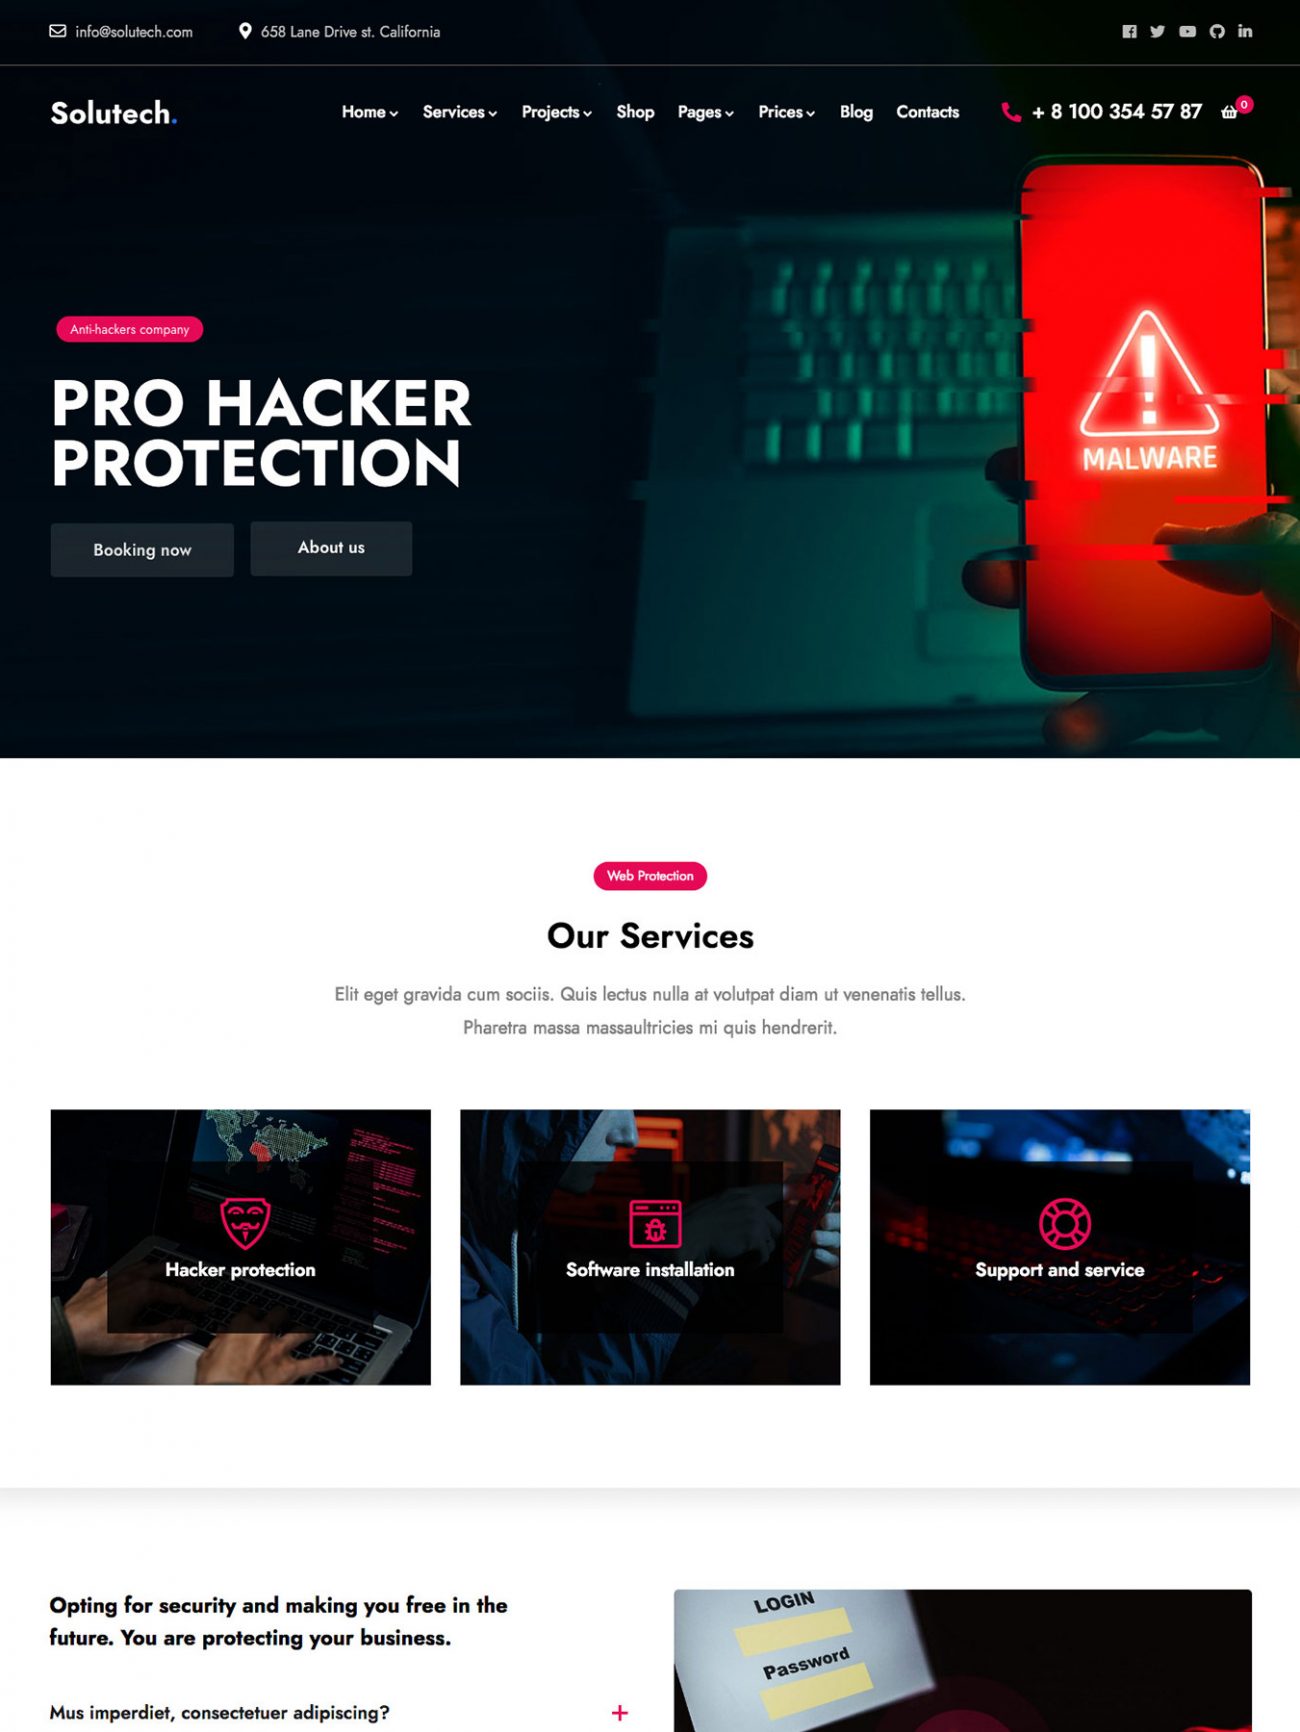 info@solutech.com
658 Lane Drive st. California
Solutech.
Home
Services
Projects
Shop
Pages
Prices
Blog
Contacts
+ 8 100 354 57 87
0
Anti-hackers company
PRO HACKER
PROTECTION
Booking now
About us
MALWARE
Web Protection
Our Services
Elit eget gravida cum sociis. Quis lectus nulla at volutpat diam ut venenatis tellus.
Pharetra massa massaultricies mi quis hendrerit.
Hacker protection
Software installation
Support and service
Opting for security and making you free in the
future. You are protecting your business.
Mus imperdiet, consectetuer adipiscing?
LOGIN
Password